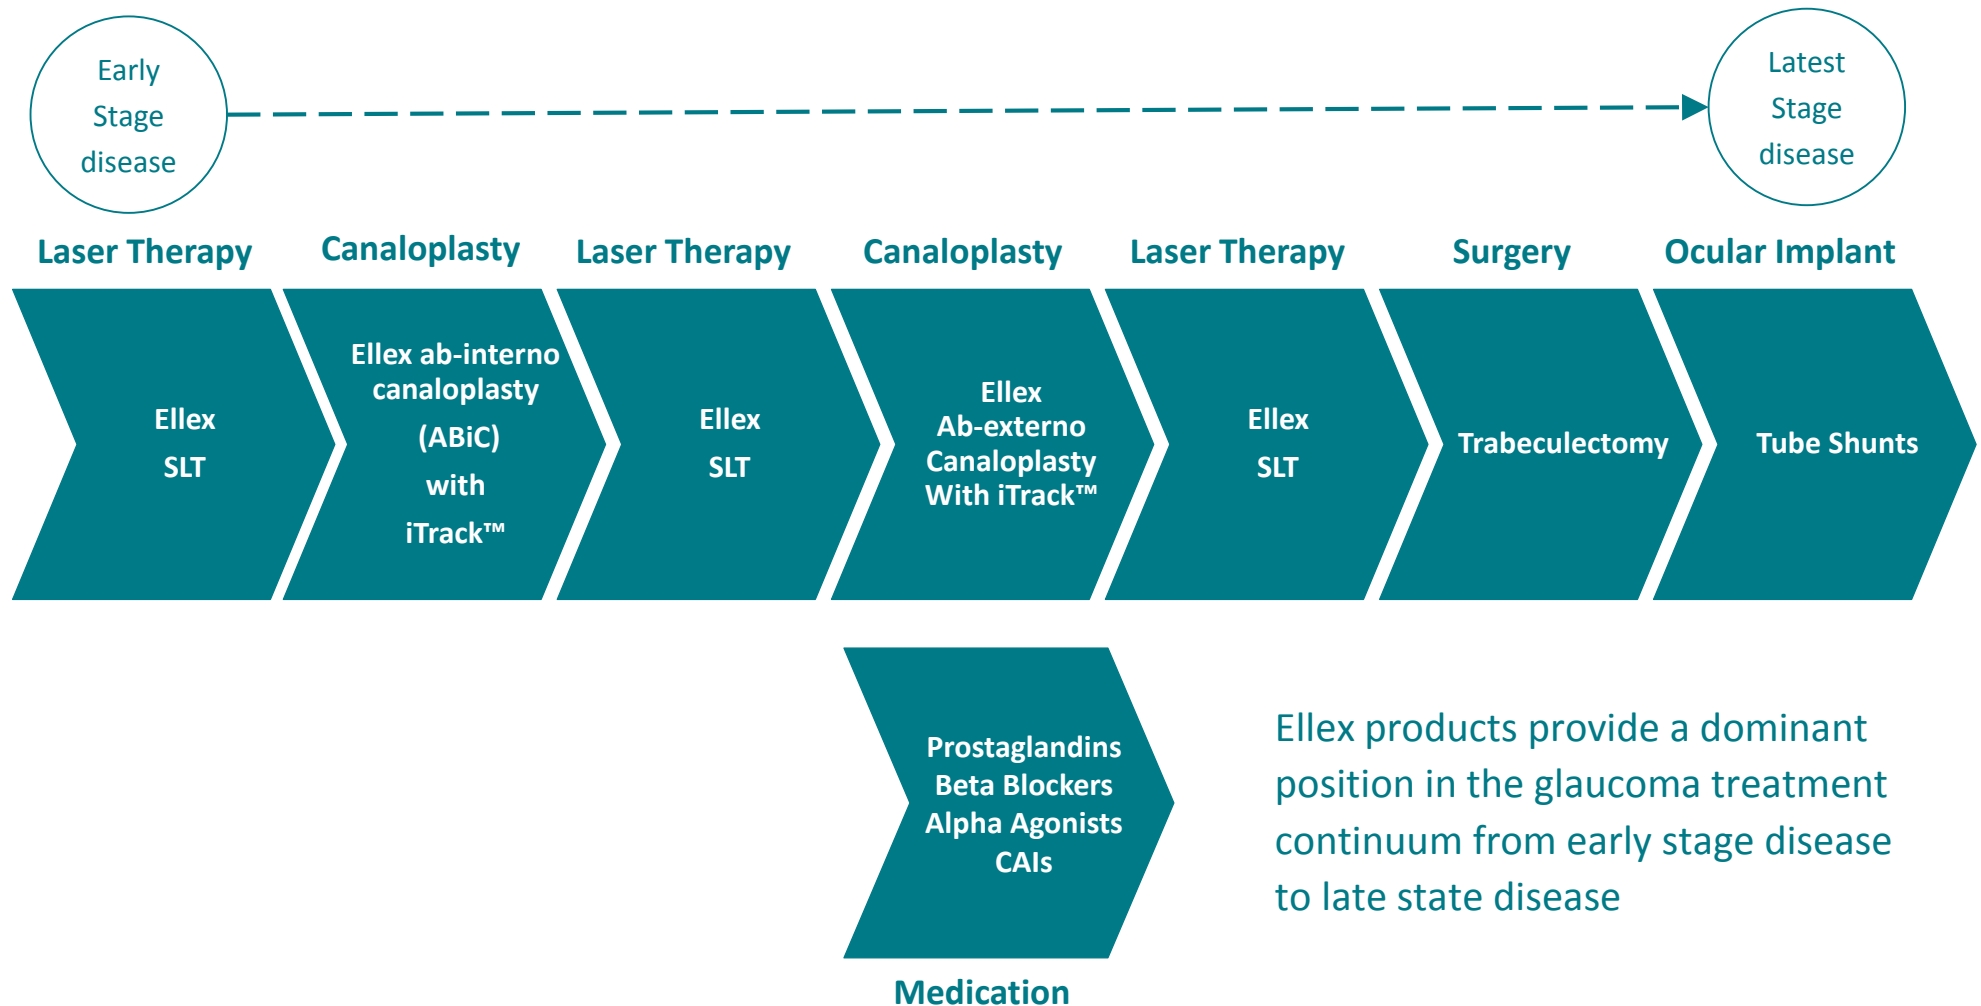 Early
Stage
disease
Latest
Stage
disease
Laser Therapy
Canaloplasty
Laser Therapy
Canaloplasty
Laser Therapy
Surgery
Ocular Implant
Ellex
SLT
Ellex ab-interno
canaloplasty
(ABiC)
with
iTrack™
Ellex
SLT
Ellex
Ab-externo
Canaloplasty
With iTrack™
Ellex
SLT
Trabeculectomy
Tube Shunts
Prostaglandins
Beta Blockers
Alpha Agonists
CAIs
Medication
Ellex products provide a dominant
position in the glaucoma treatment
continuum from early stage disease
to late state disease